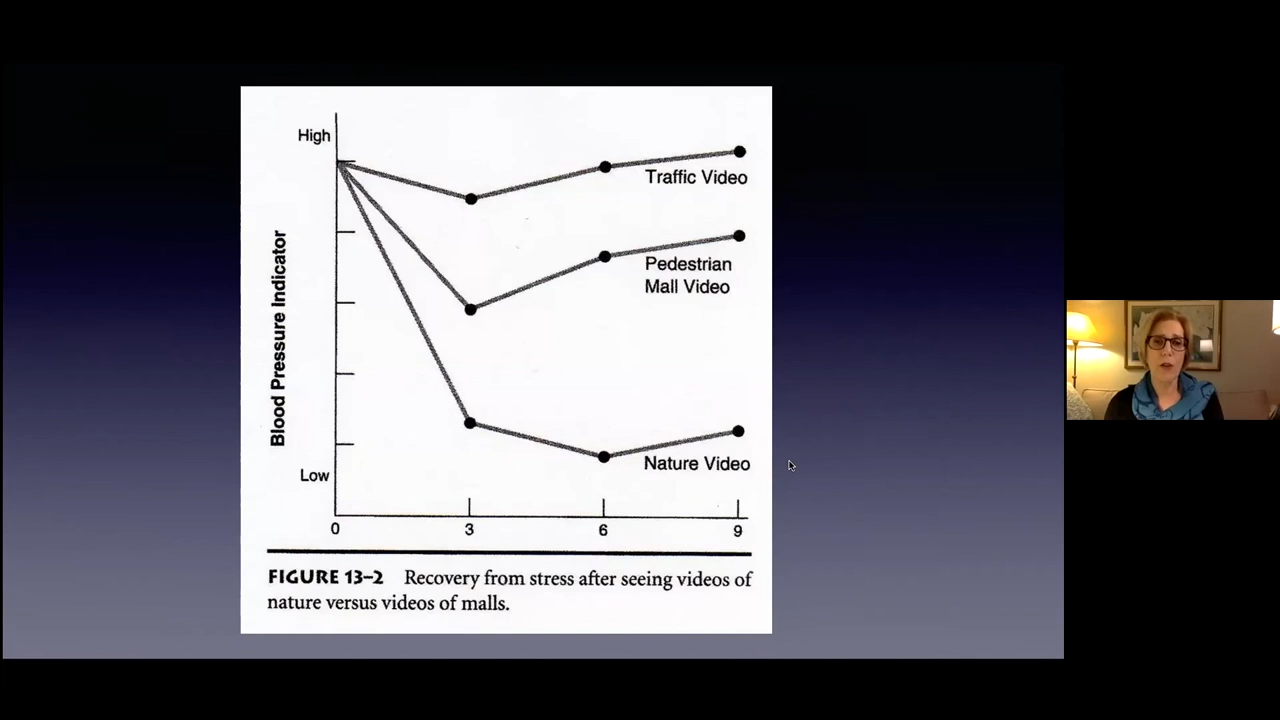 High
Blood Pressure Indicator
Low
Traffic Video
Pedestrian
Mall Video
Nature Video
0 3 6 9
FIGURE 13–2 Recovery from stress after seeing videos of
nature versus videos of malls.